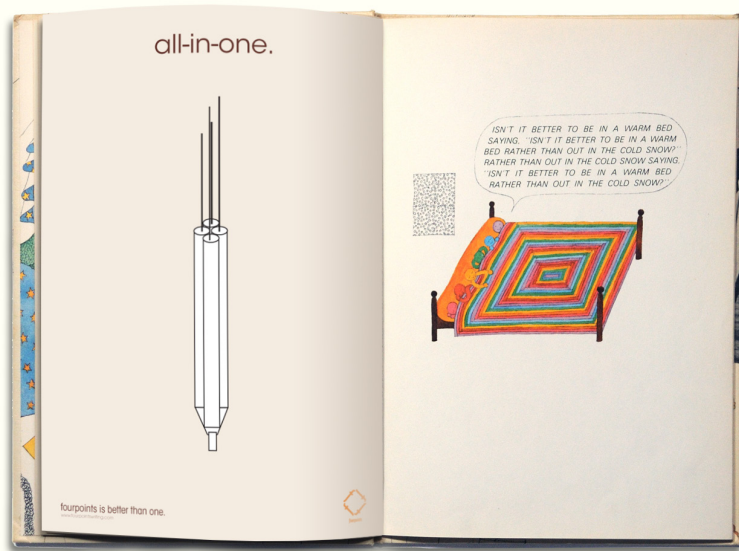 all-in-one.
fourpoints is better than one.
ISN'T IT BETTER TO BE IN A WARM BED
SAYING, "ISN'T IT BETTER TO BE IN A WARM
BED RATHER THAN OUT IN THE COLD SNOW?"
RATHER THAN OUT IN THE COLD SNOW SAYING,
"ISN'T IT BETTER TO BE IN A WARM BED
RATHER THAN OUT IN THE COLD SNOW?"